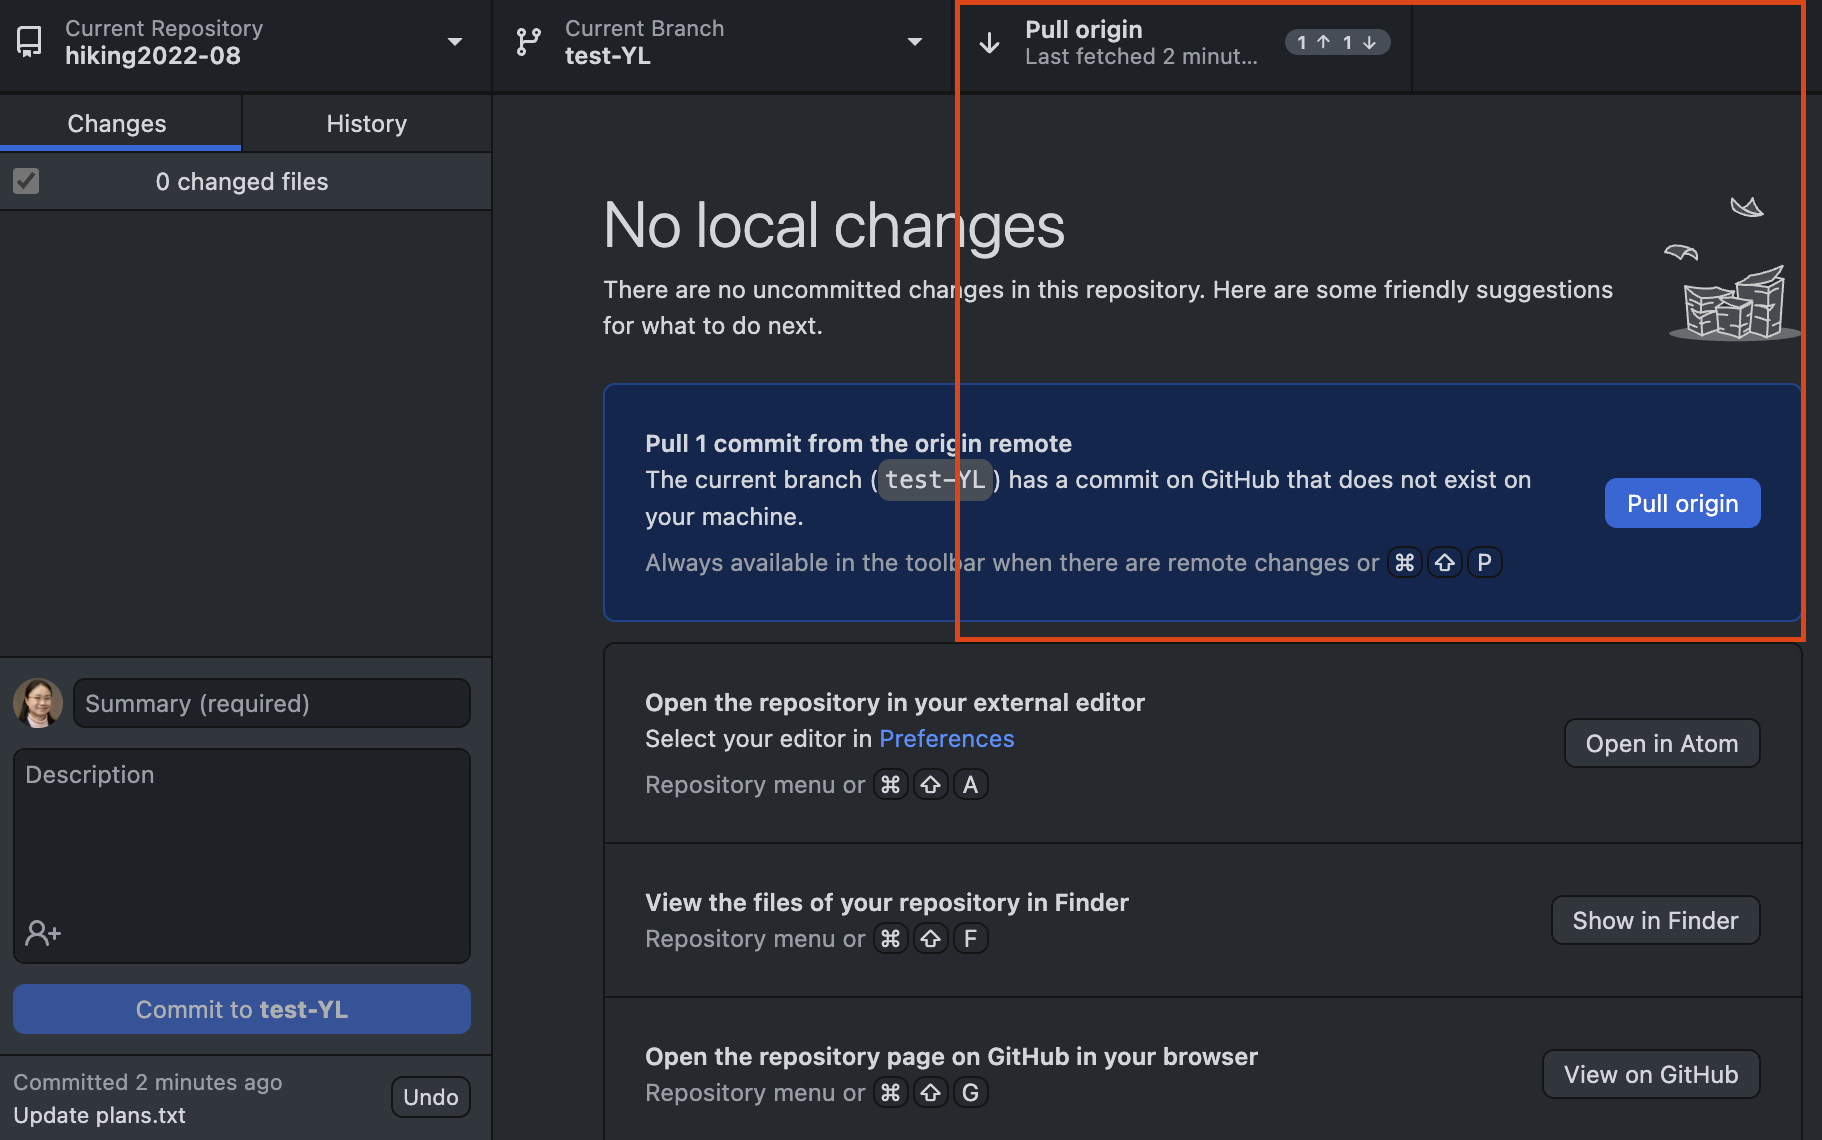 Current Repository
hiking2022-08
Current Branch
test-YL
Pull origin
Last fetched 2 minut...
1 ↑ 1 ↓
Changes
History
0 changed files
No local changes
There are no uncommitted changes in this repository. Here are some friendly suggestions
for what to do next.
Pull 1 commit from the origin remote
The current branch (test-YL) has a commit on GitHub that does not exist on
your machine.
Always available in the toolbar when there are remote changes or ⌘ ⇧ P
Pull origin
Open the repository in your external editor
Select your editor in Preferences
Repository menu or ⌘ ⇧ A
Open in Atom
View the files of your repository in Finder
Repository menu or ⌘ ⇧ F
Show in Finder
Open the repository page on GitHub in your browser
Repository menu or ⌘ ⇧ G
View on GitHub
Summary (required)
Description
Commit to test-YL
Committed 2 minutes ago
Update plans.txt
Undo